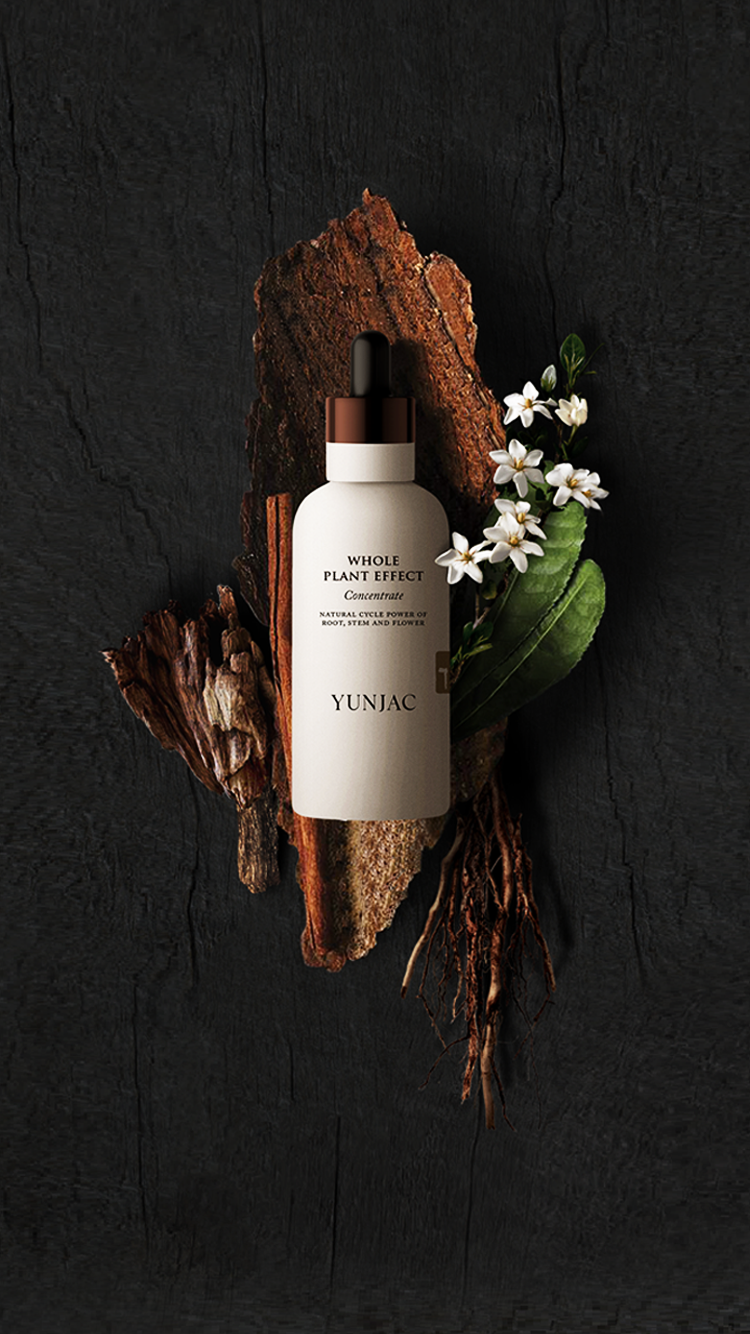 WHOLE
PLANT EFFECT
Concentrate
NATURAL CYCLE POWER OF
ROOT, STEM AND FLOWER
YUNJAC